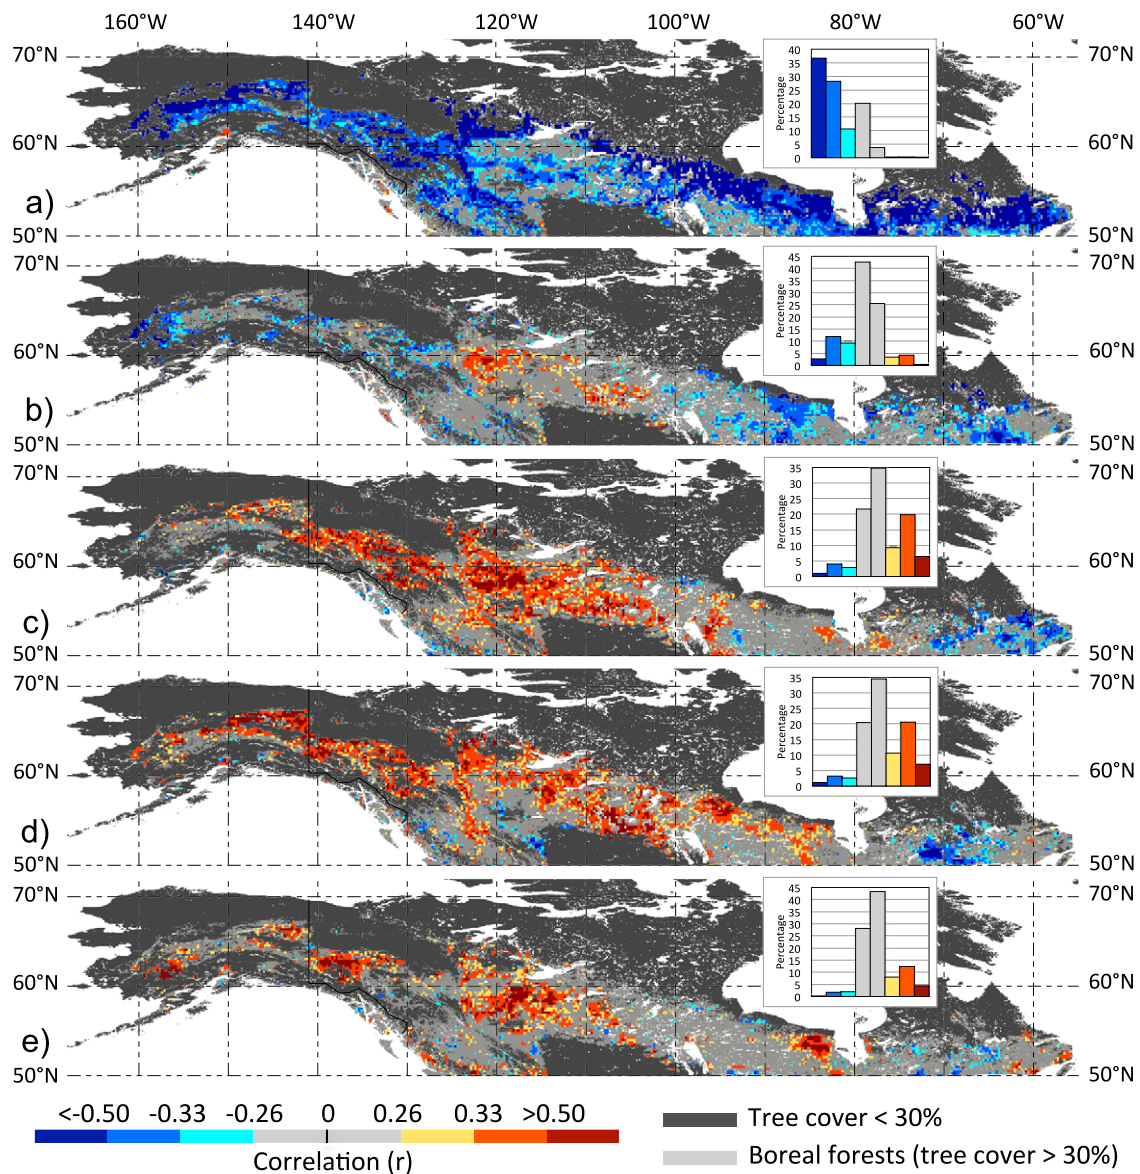 160°W 140°W 120°W 100°W 80°W 60°W
70°N 70°N
60°N 60°N
50°N 50°N
a)
Percentage
40
35
30
25
20
15
10
5
0
70°N 70°N
60°N 60°N
50°N 50°N
b)
Percentage
45
40
35
30
25
20
15
10
5
0
70°N 70°N
60°N 60°N
50°N 50°N
c)
Percentage
35
30
25
20
15
10
5
0
70°N 70°N
60°N 60°N
50°N 50°N
d)
Percentage
35
30
25
20
15
10
5
0
70°N 70°N
60°N 60°N
50°N 50°N
e)
Percentage
45
40
35
30
25
20
15
10
5
0
<-0.50 -0.33 -0.26 0 0.26 0.33 >0.50
Correlation (r)
Tree cover < 30%
Boreal forests (tree cover > 30%)